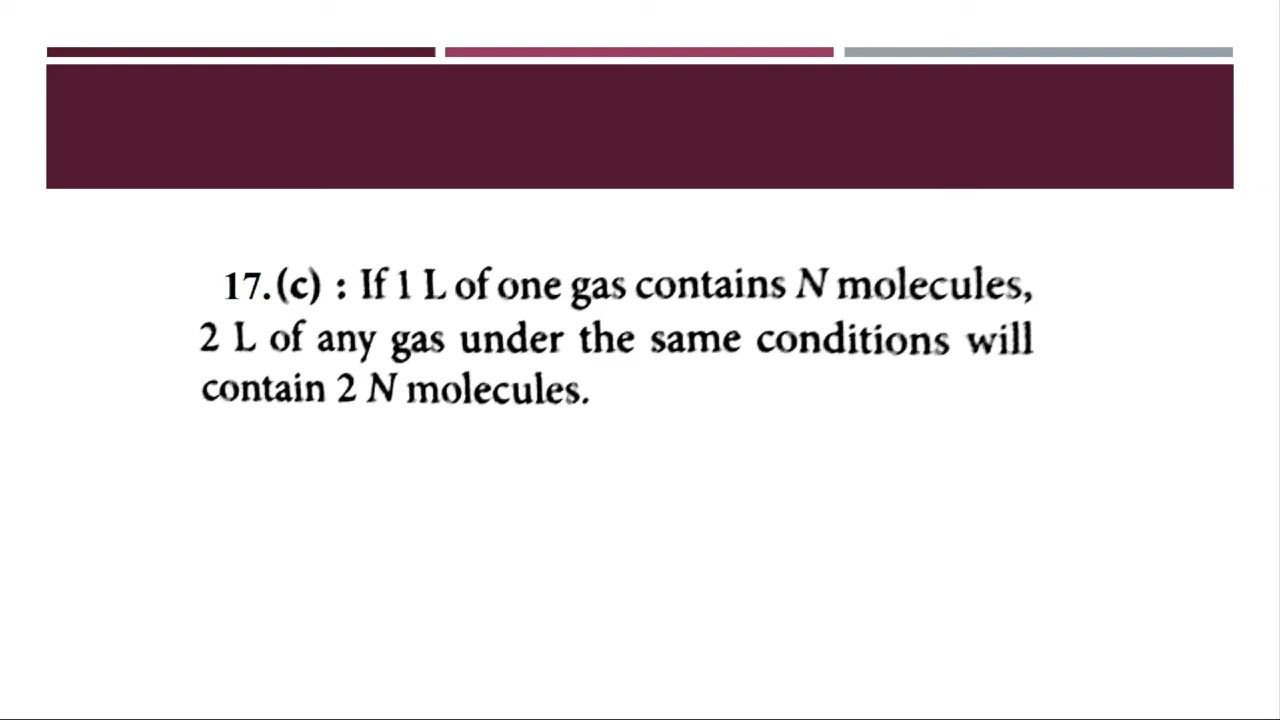 17.(c) : If 1 L of one gas contains N molecules,
2 L of any gas under the same conditions will
contain 2 N molecules.